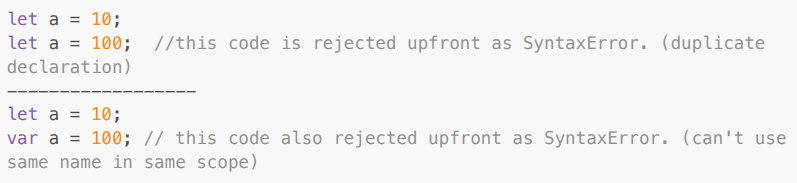 let a = 10;
let a = 100;  //this code is rejected upfront as SyntaxError. (duplicate
declaration)
------------------
let a = 10;
var a = 100; // this code also rejected upfront as SyntaxError. (can't use
same name in same scope)